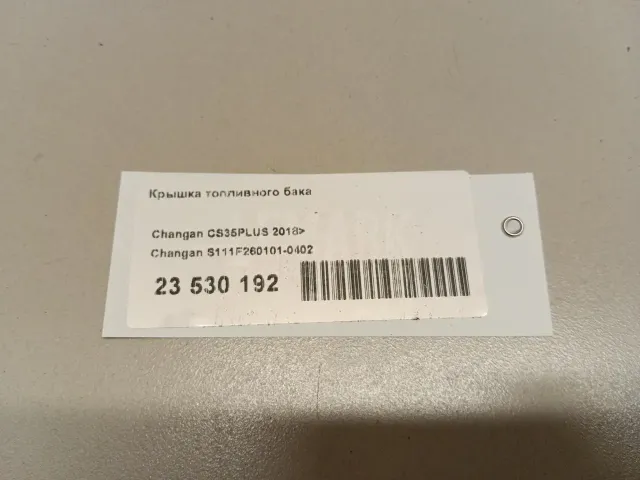 Крышка топливного бака
Changan CS35PLUS 2018>
Changan S111F260101-0402
23 530 192